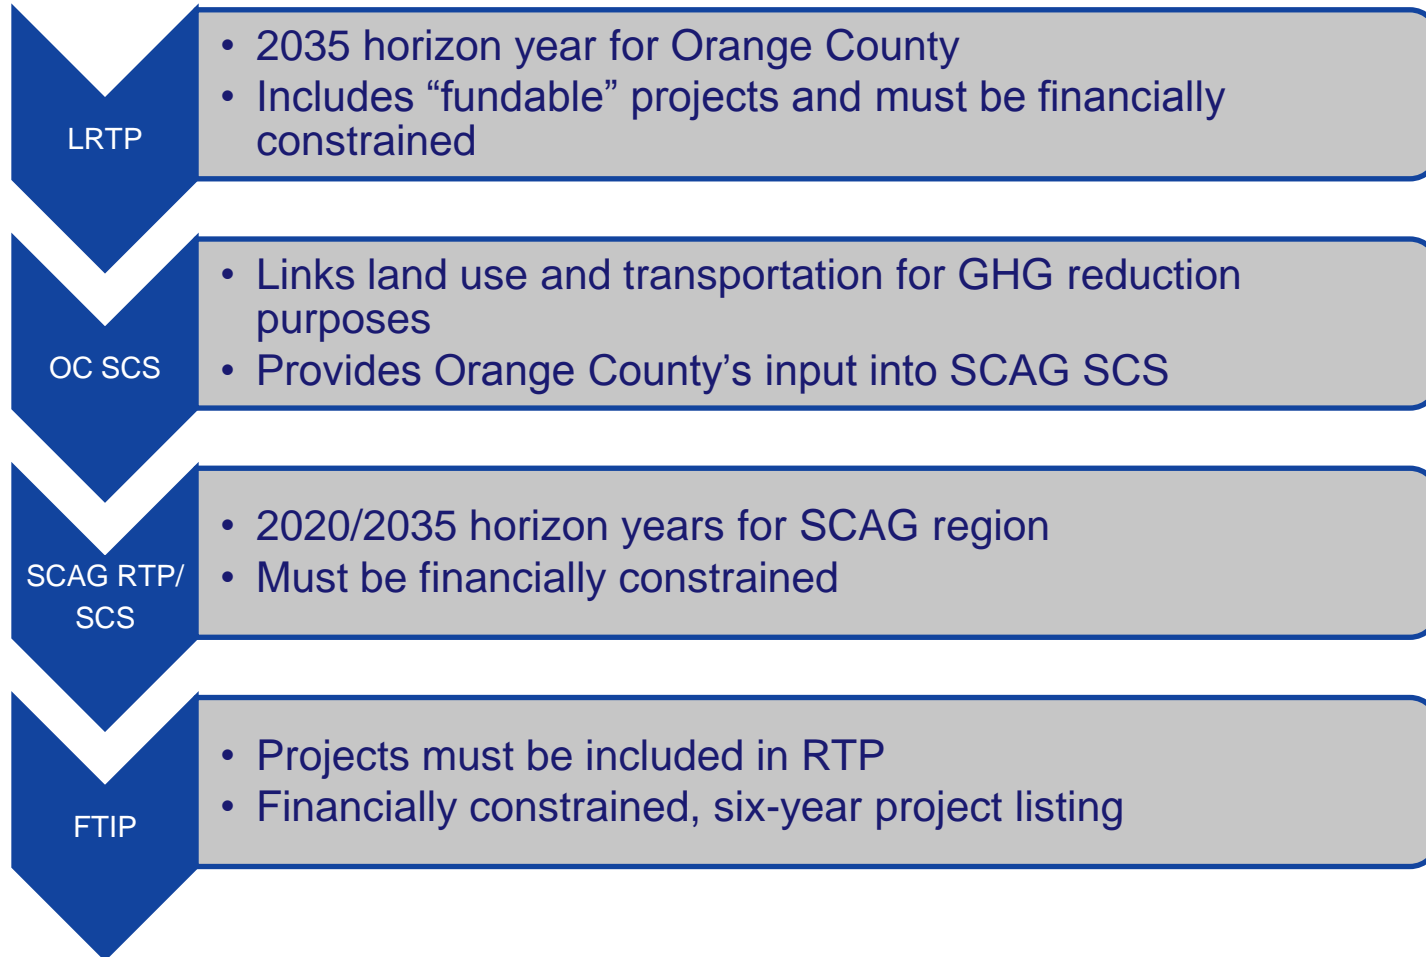 LRTP
• 2035 horizon year for Orange County
• Includes “fundable” projects and must be financially
constrained
OC SCS
• Links land use and transportation for GHG reduction
purposes
• Provides Orange County’s input into SCAG SCS
SCAG RTP/
SCS
• 2020/2035 horizon years for SCAG region
• Must be financially constrained
FTIP
• Projects must be included in RTP
• Financially constrained, six-year project listing